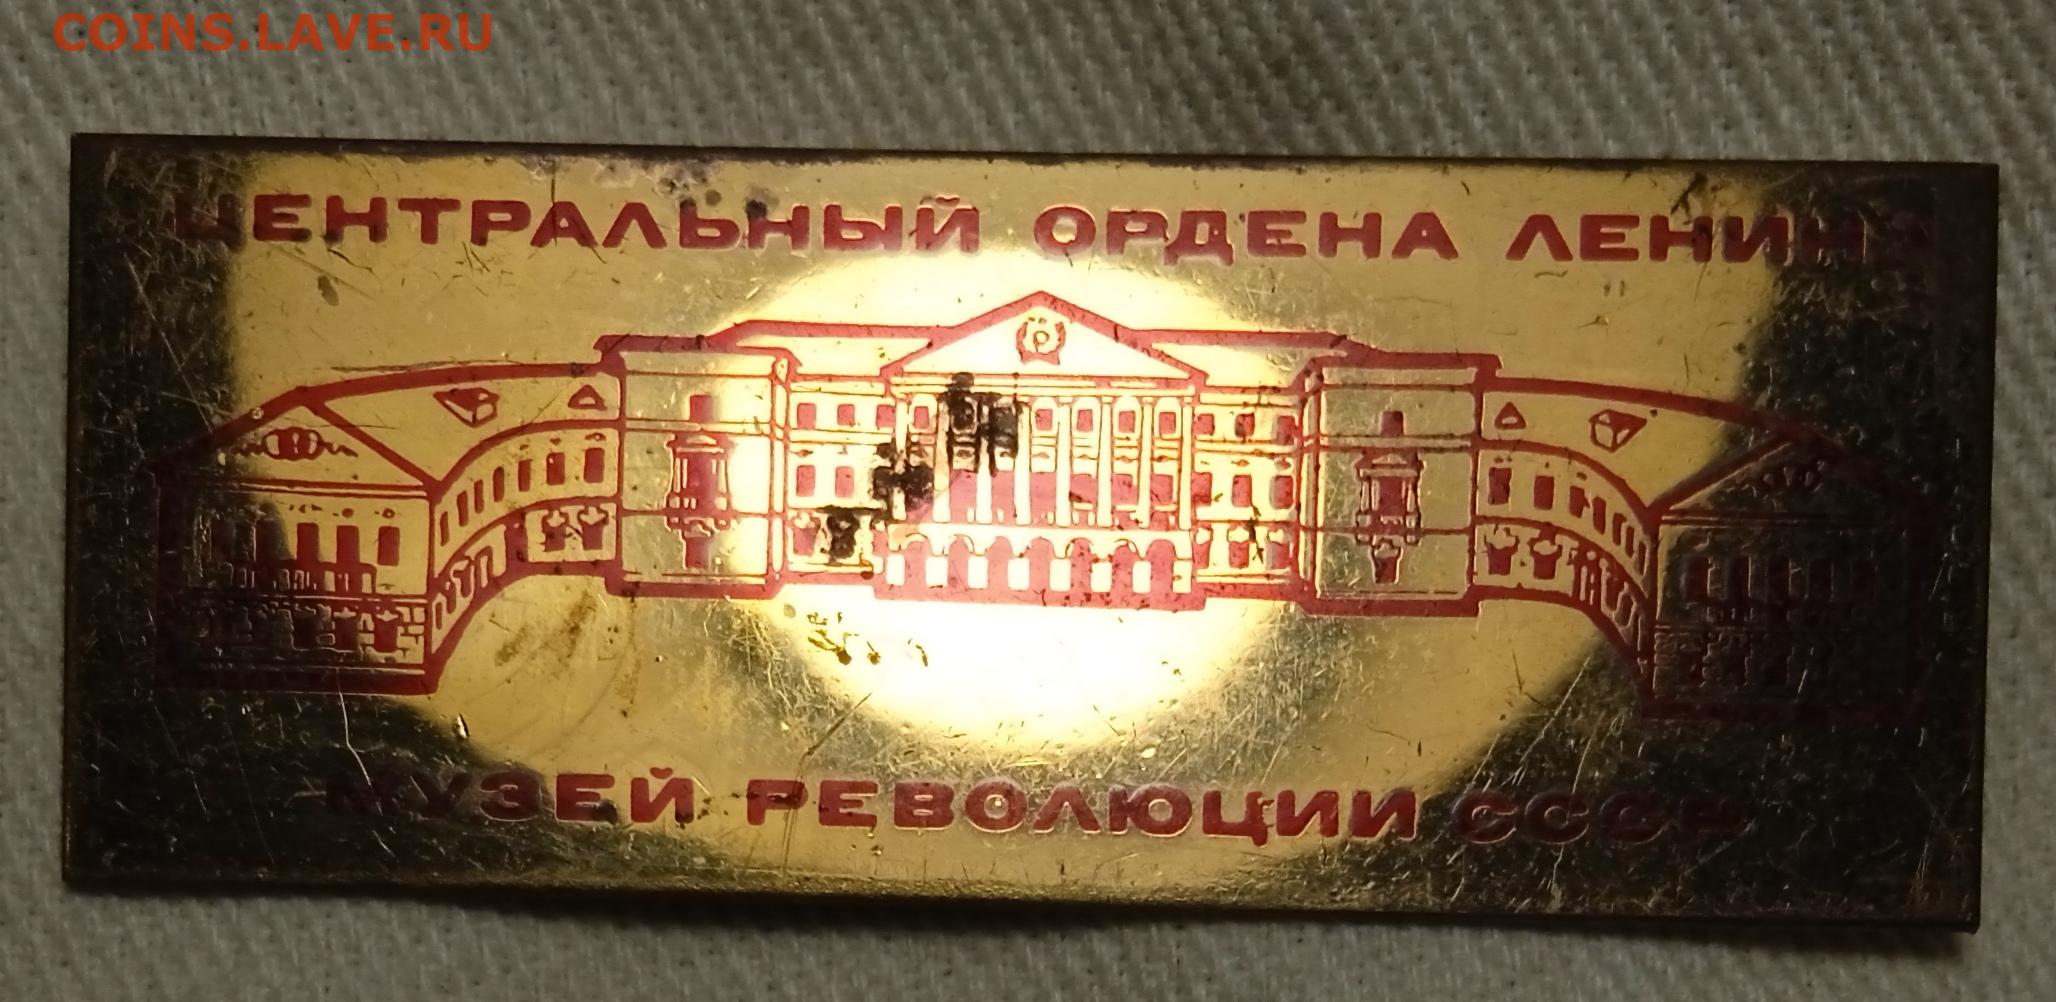 COINS.LAVE.RU
ЦЕНТРАЛЬНЫЙ ОРДЕНА ЛЕНИНА
МУЗЕЙ РЕВОЛЮЦИИ СССР